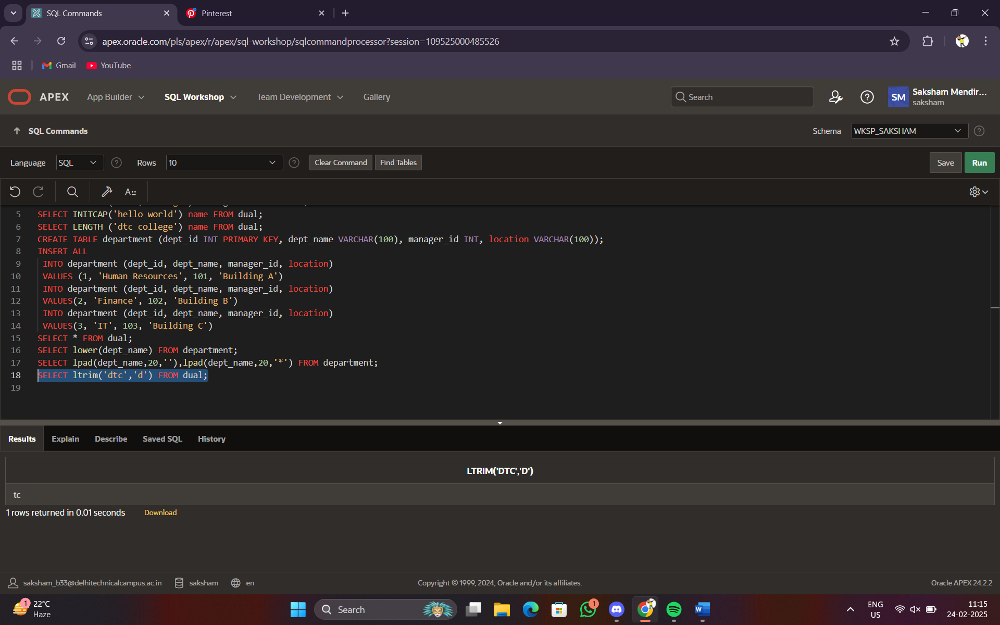 SQL Commands
Pinterest
apex.oracle.com/pls/apex/r/apex/sql-workshop/sqlcommandprocessor?session=109525000485526
Gmail
YouTube
APEX
App Builder
SQL Workshop
Team Development
Gallery
Search
SM
Saksham Mendir...
saksham
SQL Commands
Schema
WKSP_SAKSHAM
Language
SQL
Rows
10
Clear Command
Find Tables
Save
Run
A::
5 SELECT INITCAP('hello world') name FROM dual;
6 SELECT LENGTH ('dtc college') name FROM dual;
7 CREATE TABLE department (dept_id INT PRIMARY KEY, dept_name VARCHAR(100), manager_id INT, location VARCHAR(100));
8 INSERT ALL
9 INTO department (dept_id, dept_name, manager_id, location)
10 VALUES (1, 'Human Resources', 101, 'Building A')
11 INTO department (dept_id, dept_name, manager_id, location)
12 VALUES(2, 'Finance', 102, 'Building B')
13 INTO department (dept_id, dept_name, manager_id, location)
14 VALUES(3, 'IT', 103, 'Building C')
15 SELECT * FROM dual;
16 SELECT lower(dept_name) FROM department;
17 SELECT lpad(dept_name,20,''),lpad(dept_name,20,'*') FROM department;
18 SELECT ltrim('dtc','d') FROM dual;
19
Results
Explain
Describe
Saved SQL
History
LTRIM('DTC','D')
tc
1 rows returned in 0.01 seconds
Download
saksham_b33@delhitechnicalcampus.ac.in
saksham
en
Copyright © 1999, 2024, Oracle and/or its affiliates.
Oracle APEX 24.2.2
1
22°C
Haze
Search
1
W
ENG
US
11:15
24-02-2025